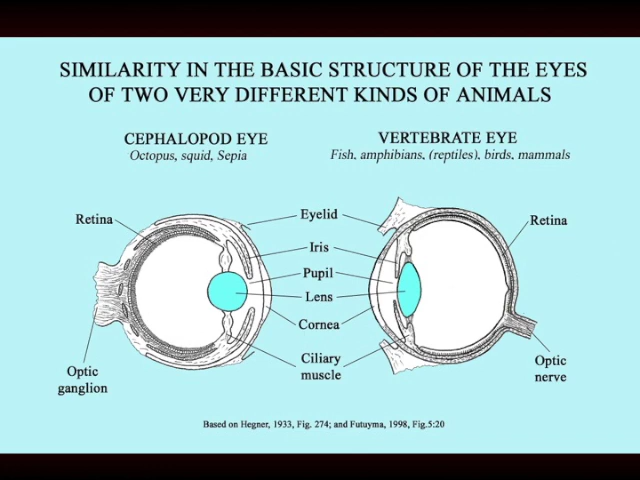 SIMILARITY IN THE BASIC STRUCTURE OF THE EYES
OF TWO VERY DIFFERENT KINDS OF ANIMALS
CEPHALOPOD EYE
Octopus, squid, Sepia
VERTEBRATE EYE
Fish, amphibians, (reptiles), birds, mammals
Retina
Eyelid
Retina
Iris
Pupil
Lens
Cornea
Ciliary
muscle
Optic
ganglion
Optic
nerve
Based on Hegner, 1933, Fig. 274; and Futuyma, 1998, Fig.5:20